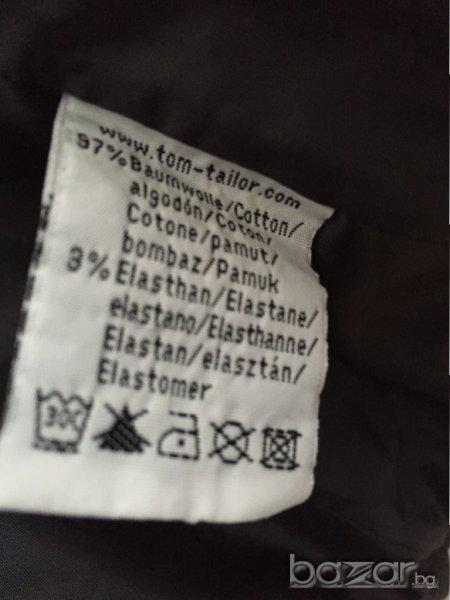 www.tom-tailor.com
97%Baumwolle/Cotton/
algodón/Coton/
Cotone/pamut/
bombaz/Pamuk
3%Elasthan/Elastane/
elastano/Elasthanne/
Elastan/elasztán/
Elastomer
30
bazar.bg